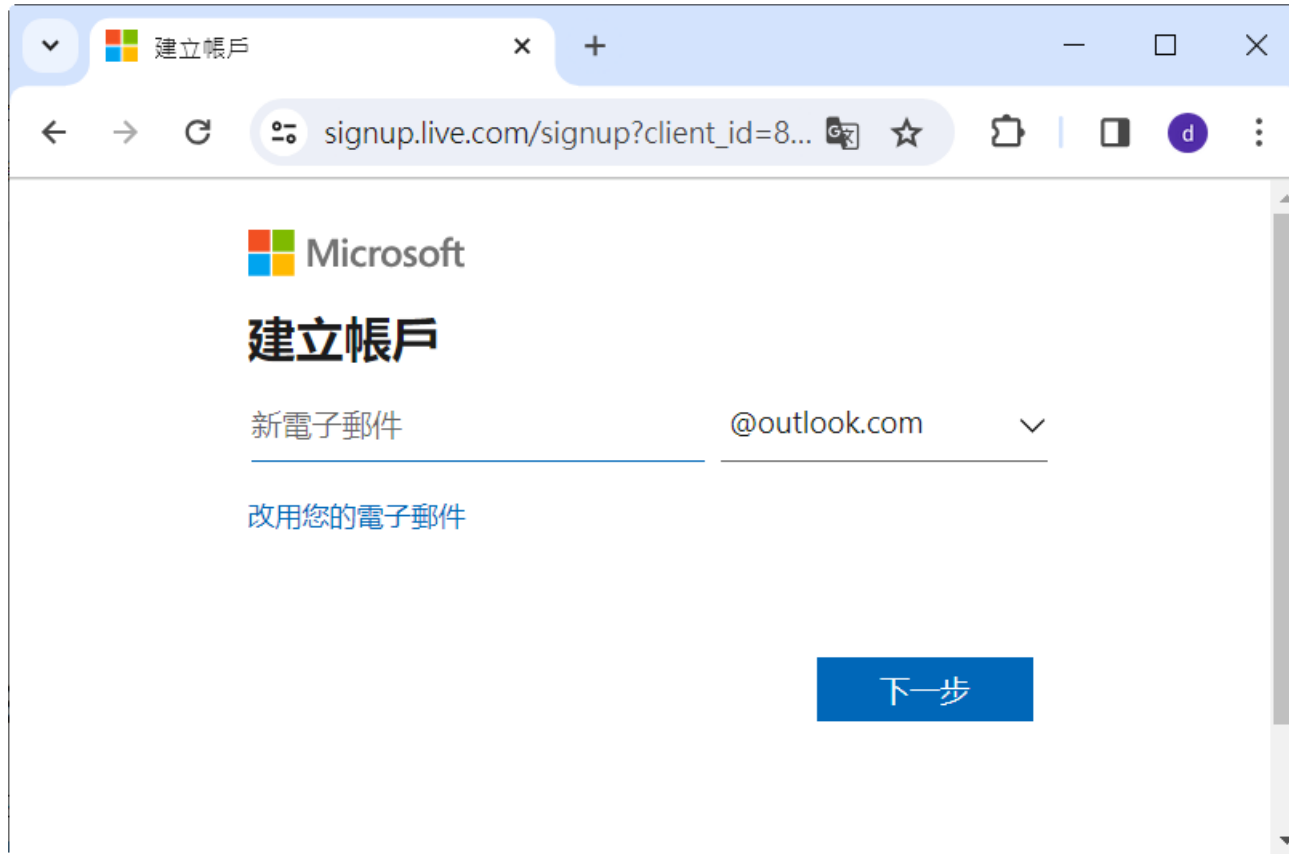 建立帳戶
signup.live.com/signup?client_id=8...
d
Microsoft
建立帳戶
新電子郵件
@outlook.com
改用您的電子郵件
下一步